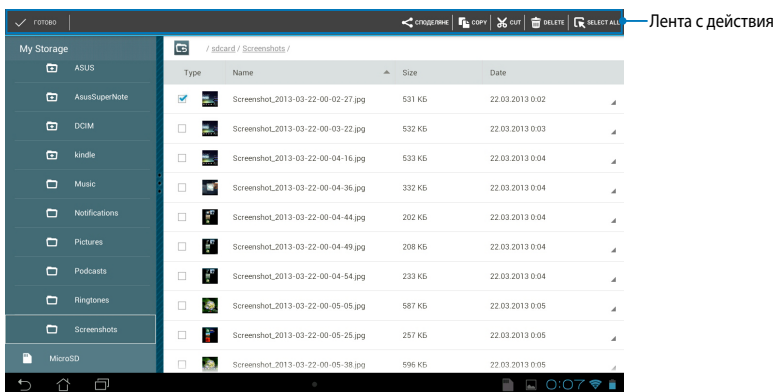 ГОТОВО СПОДЕЛЯНЕ COPY CUT DELETE SELECT ALL Лента с действия
My Storage / sdcard / Screenshots /
ASUS Type Name Size Date
AsusSuperNote Screenshot_2013-03-22-00-02-27.jpg 531 КБ 22.03.2013 0:02
DCIM Screenshot_2013-03-22-00-03-22.jpg 532 КБ 22.03.2013 0:03
kindle Screenshot_2013-03-22-00-04-16.jpg 533 КБ 22.03.2013 0:04
Music Screenshot_2013-03-22-00-04-36.jpg 332 КБ 22.03.2013 0:04
Notifications Screenshot_2013-03-22-00-04-44.jpg 202 КБ 22.03.2013 0:04
Pictures Screenshot_2013-03-22-00-04-49.jpg 208 КБ 22.03.2013 0:04
Podcasts Screenshot_2013-03-22-00-04-54.jpg 233 КБ 22.03.2013 0:04
Ringtones Screenshot_2013-03-22-00-05-05.jpg 587 КБ 22.03.2013 0:05
Screenshots Screenshot_2013-03-22-00-05-25.jpg 257 КБ 22.03.2013 0:05
MicroSD Screenshot_2013-03-22-00-05-38.jpg 596 КБ 22.03.2013 0:05
0:07